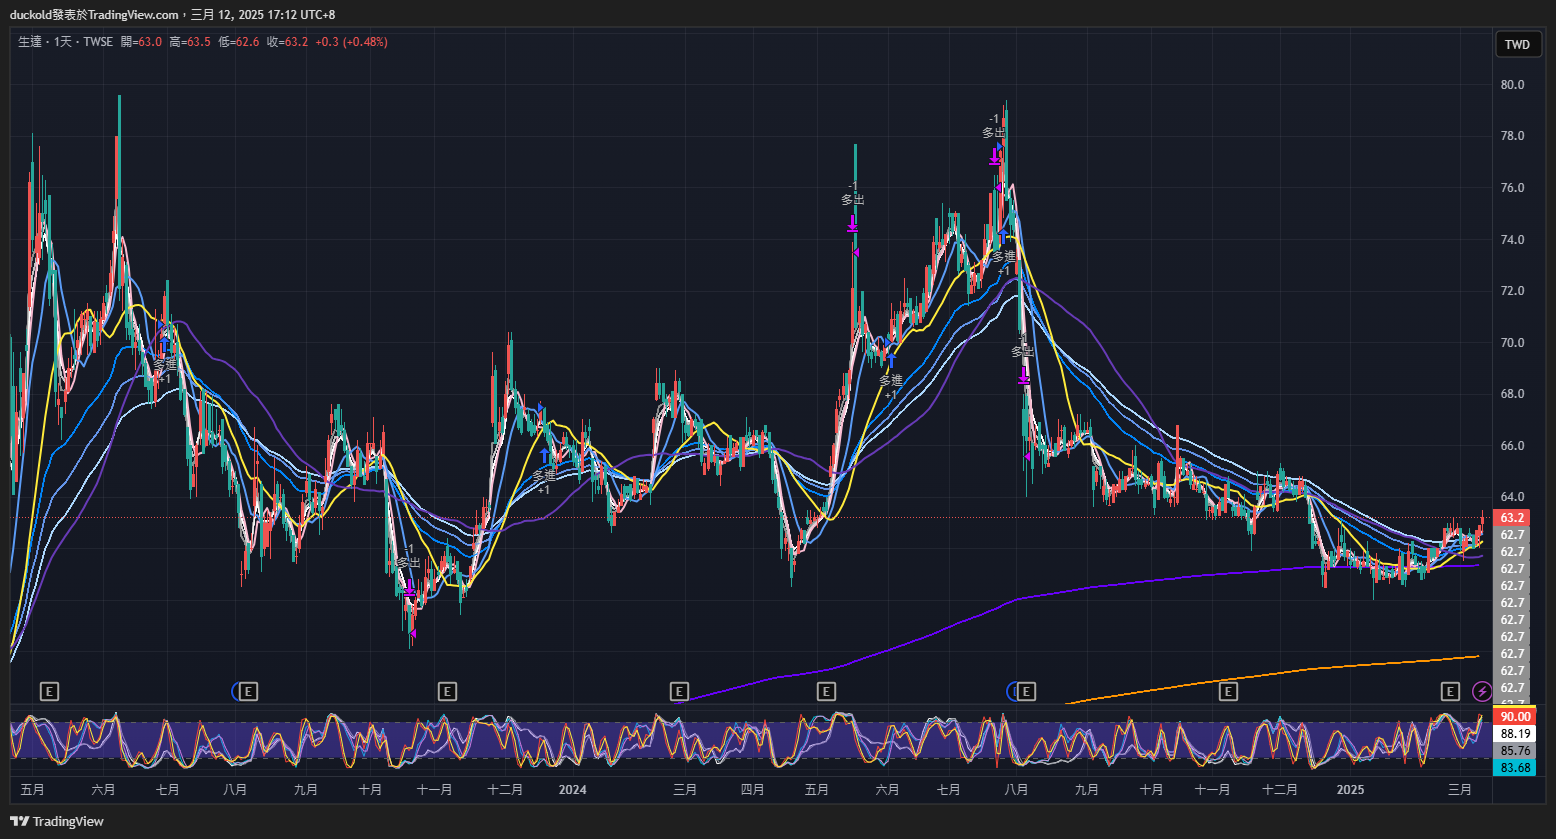 duckold發表於TradingView.com，三月 12, 2025 17:12 UTC+8
生達 · 1天 · TWSE 開=63.0 高=63.5 低=62.6 收=63.2 +0.3 (+0.48%)
TWD
80.0
78.0
76.0
74.0
72.0
70.0
68.0
66.0
64.0
63.2
62.7
62.7
62.7
62.7
62.7
62.7
62.7
62.7
62.7
62.7
-1
多出
-1
多出
多進
+1
多出
多進
+1
多進
+1
多進
+1
-1
多出
E
E
E
E
E
E
E
E
90.00
88.19
85.76
83.68
五月 六月 七月 八月 九月 十月 十一月 十二月 2024 三月 四月 五月 六月 七月 八月 九月 十月 十一月 十二月 2025 三月
TradingView